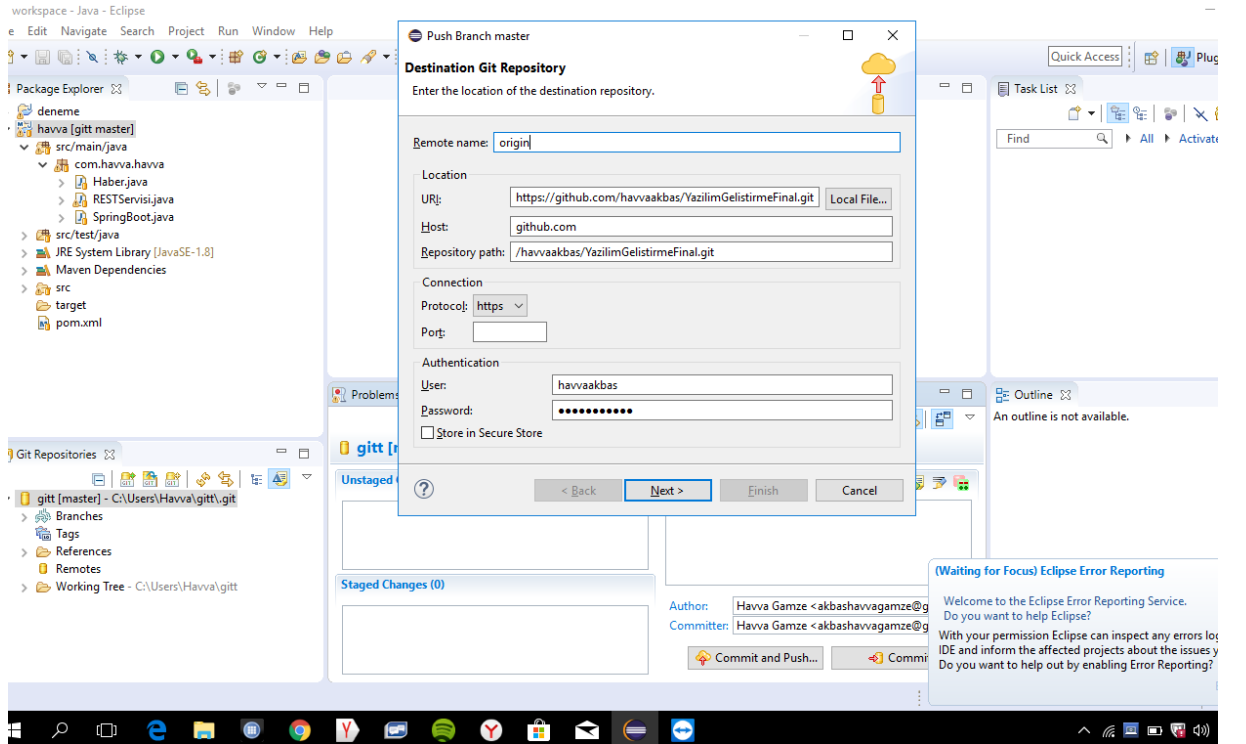 workspace - Java - Eclipse
e Edit Navigate Search Project Run Window Help
Quick Access
Plug
Package Explorer
deneme
havva [gitt master]
src/main/java
com.havva.havva
Haber.java
RESTServisi.java
SpringBoot.java
src/test/java
JRE System Library [JavaSE-1.8]
Maven Dependencies
src
target
pom.xml
Git Repositories
gitt [master] - C:\Users\Havva\gitt\.git
Branches
Tags
References
Remotes
Working Tree - C:\Users\Havva\gitt
Push Branch master
Destination Git Repository
Enter the location of the destination repository.
Remote name: origin
Location
URI: https://github.com/havvaakbas/YazilimGelistirmeFinal.git Local File...
Host: github.com
Repository path: /havvaakbas/YazilimGelistirmeFinal.git
Connection
Protocol: https
Port:
Authentication
User: havvaakbas
Password: ●●●●●●●●●●●
Store in Secure Store
< Back Next > Finish Cancel
Problems
gitt [
Unstaged
Staged Changes (0)
Author: Havva Gamze <akbashavvagamze@g
Committer: Havva Gamze <akbashavvagamze@g
Commit and Push... Commi
Task List
Find All Activate
Outline
An outline is not available.
(Waiting for Focus) Eclipse Error Reporting
Welcome to the Eclipse Error Reporting Service.
Do you want to help Eclipse?
With your permission Eclipse can inspect any errors log
IDE and inform the affected projects about the issues y
Do you want to help out by enabling Error Reporting?